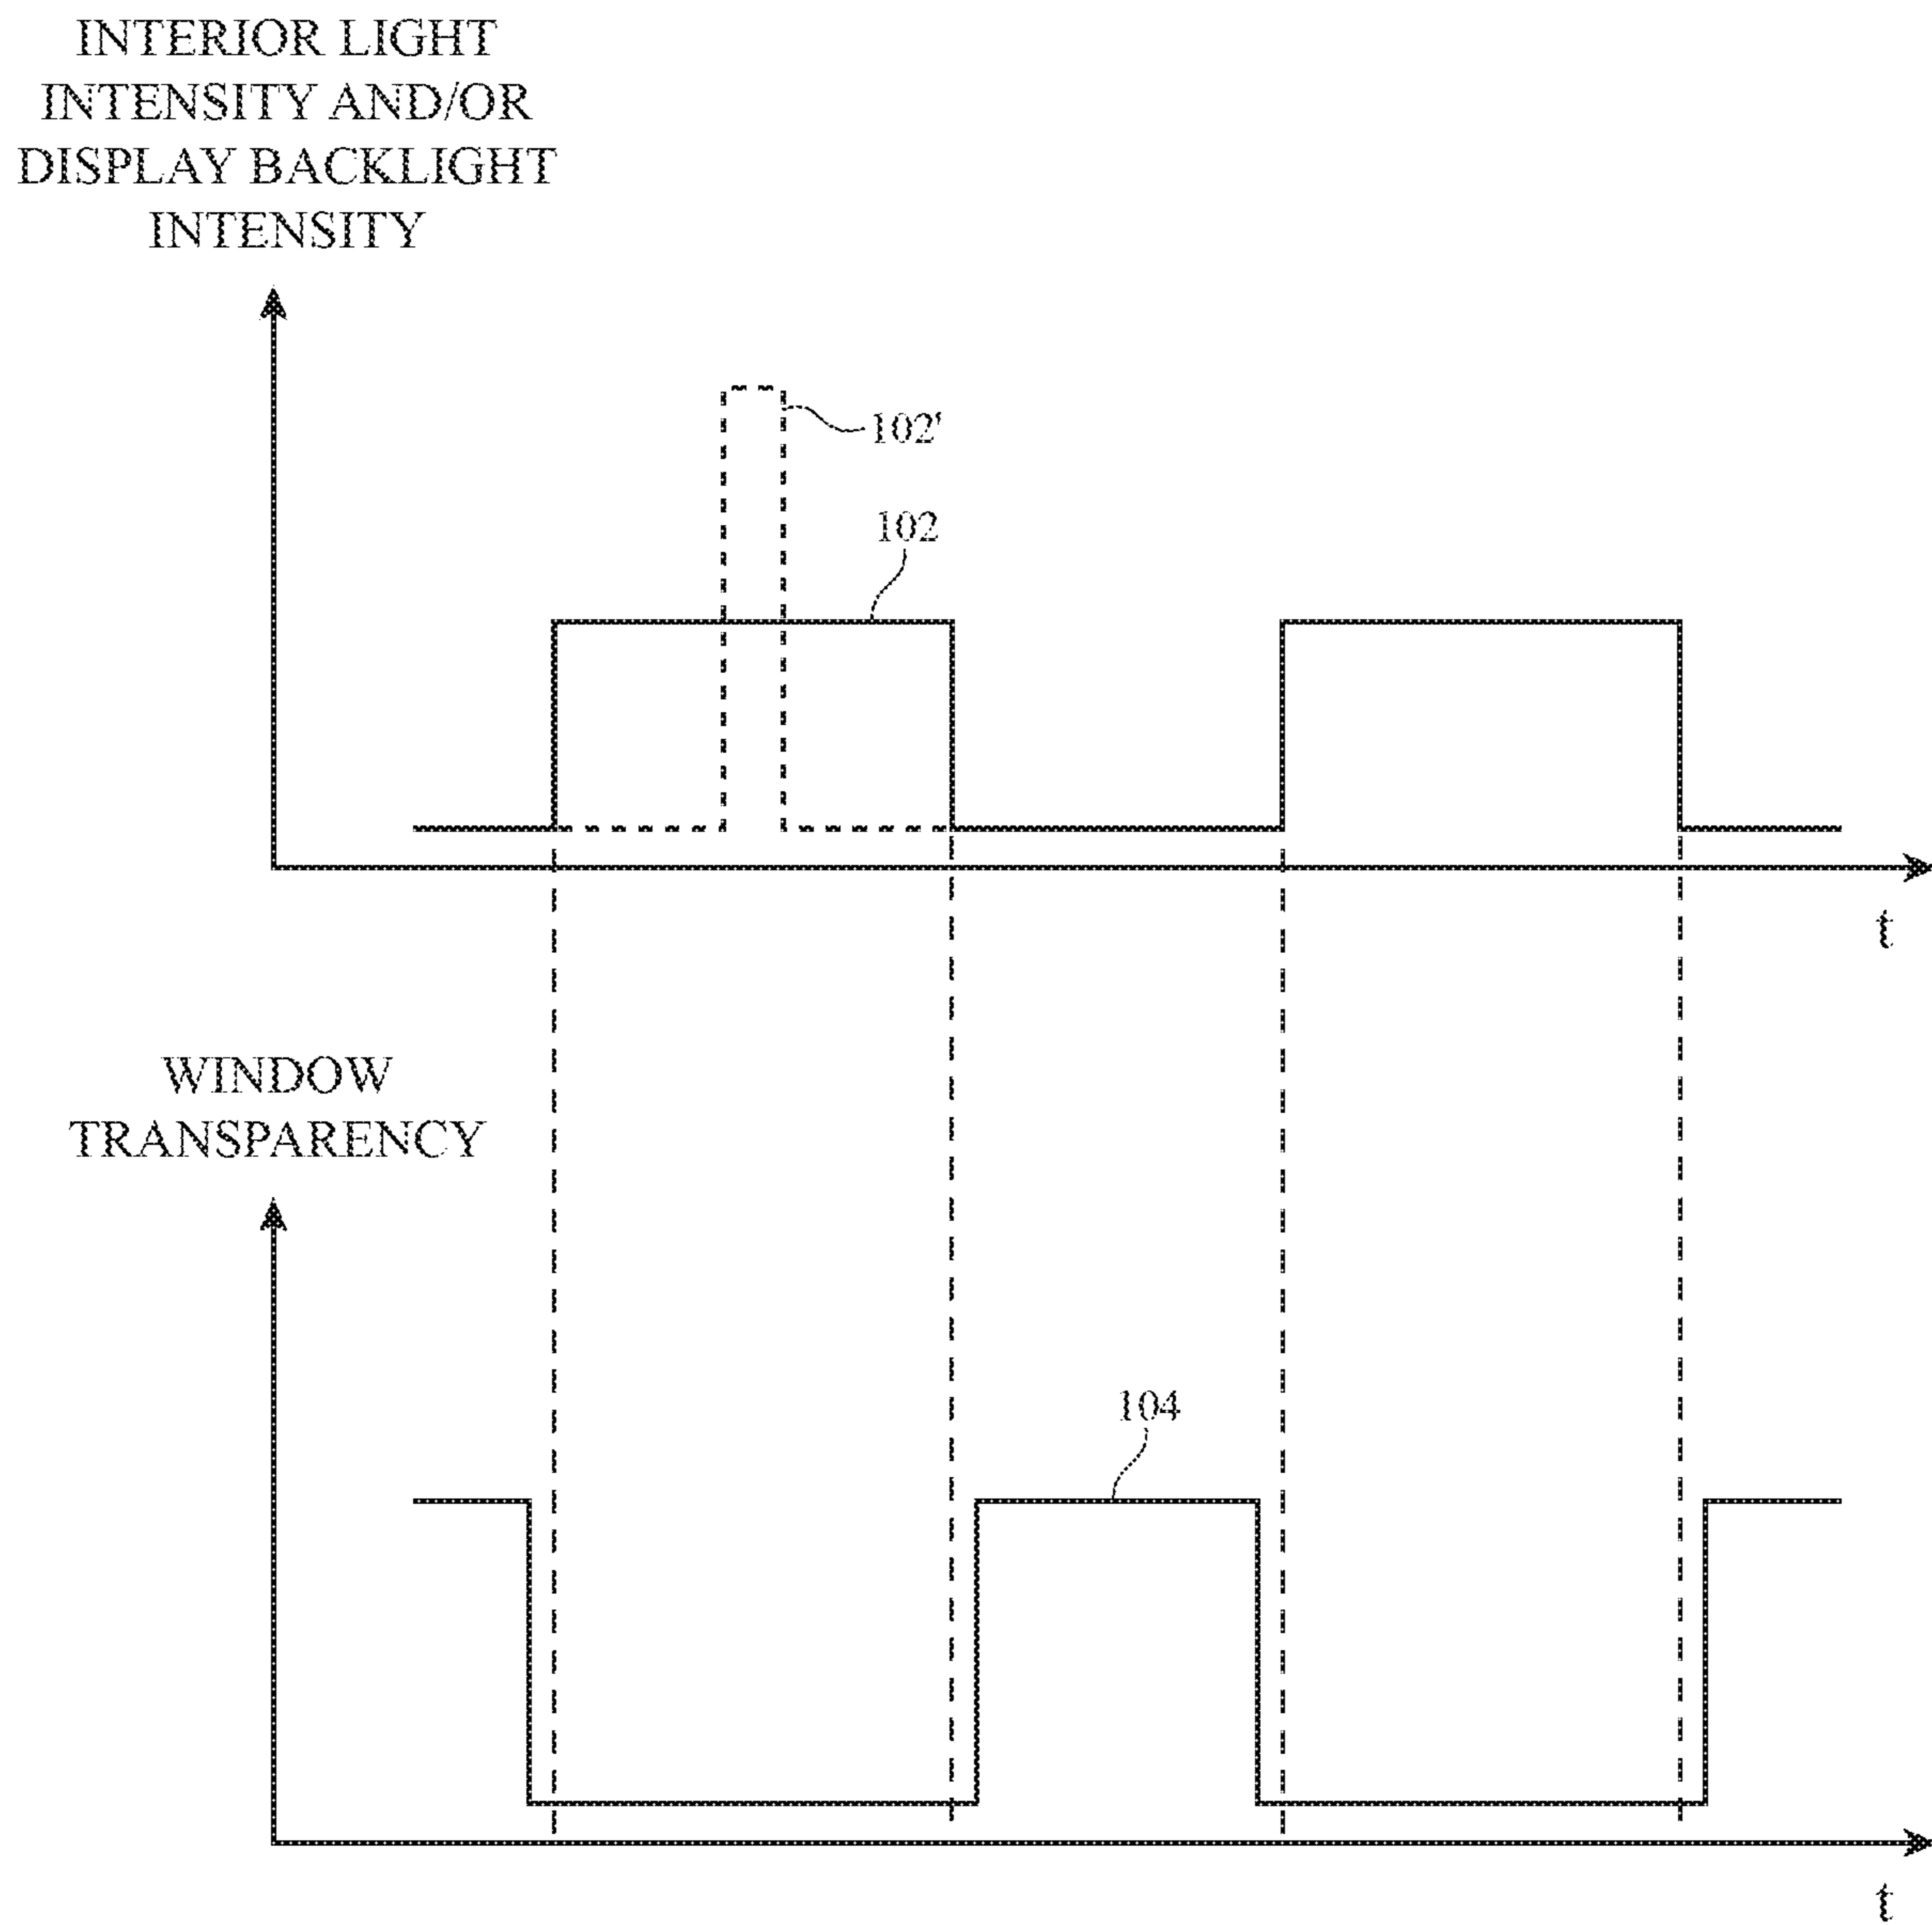 INTERIOR LIGHT
INTENSITY AND/OR
DISPLAY BACKLIGHT
INTENSITY
102'
102
t
WINDOW
TRANSPARENCY
104
t